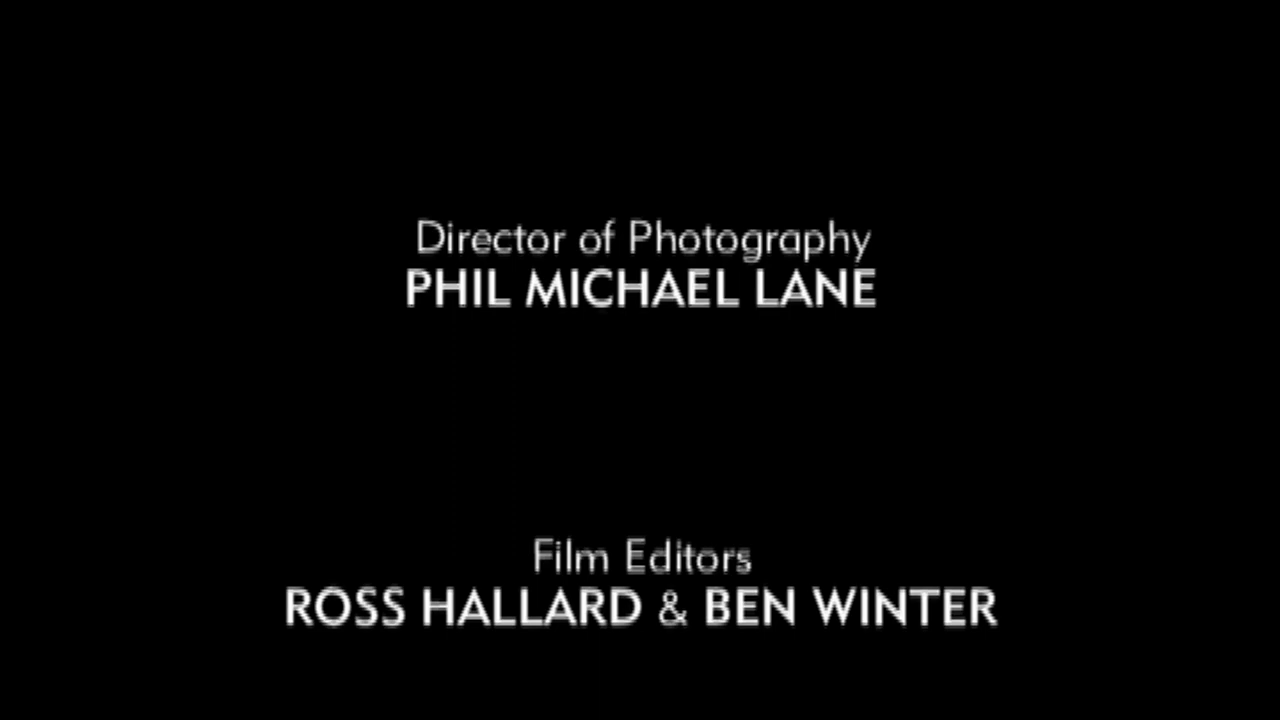 Director of Photography
PHIL MICHAEL LANE
Film Editors
ROSS HALLARD & BEN WINTER